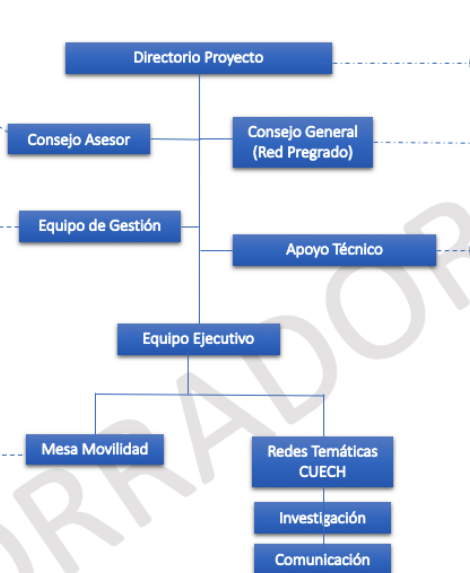 Directorio Proyecto
Consejo Asesor
Consejo General
(Red Pregrado)
Equipo de Gestión
Apoyo Técnico
Equipo Ejecutivo
Mesa Movilidad
Redes Temáticas
CUECH
Investigación
Comunicación
ORRADOR